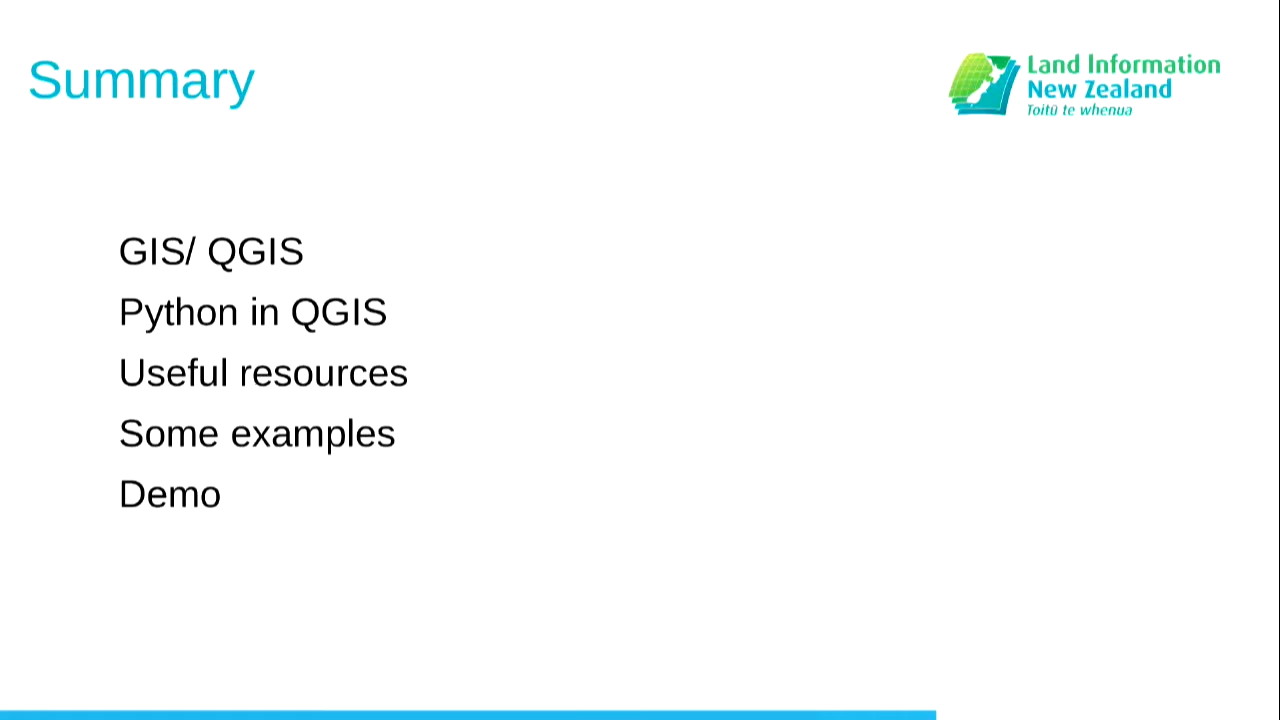 Summary
Land Information
New Zealand
Toitū te whenua
GIS/ QGIS
Python in QGIS
Useful resources
Some examples
Demo